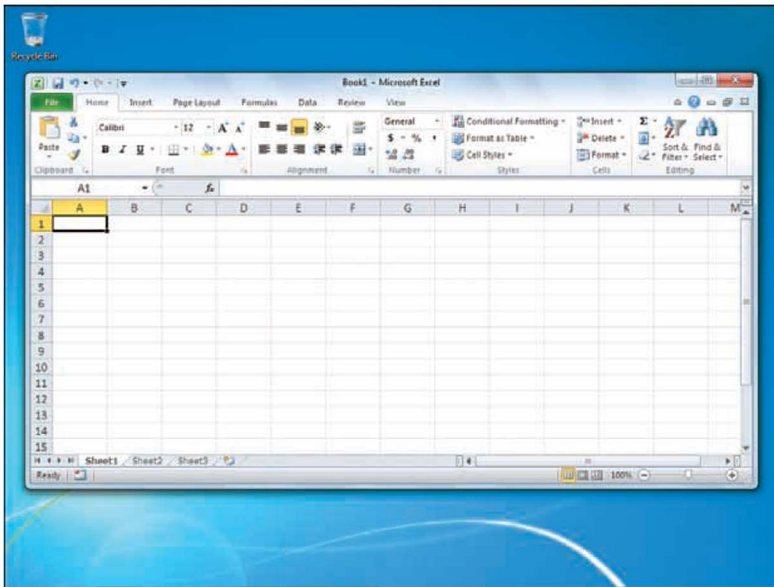 Recycle Bin
Book1 - Microsoft Excel
File Home Insert Page Layout Formulas Data Review View
Calibri 12 A A General Conditional Formatting Insert Σ
Paste B I U A $ % , Format as Table Delete Sort & Find &
Cell Styles Format Filter Select
Clipboard Font Alignment Number Styles Cells Editing
A1 fx
A B C D E F G H I J K L M
1
2
3
4
5
6
7
8
9
10
11
12
13
14
15
Sheet1 Sheet2 Sheet3
Ready 100%